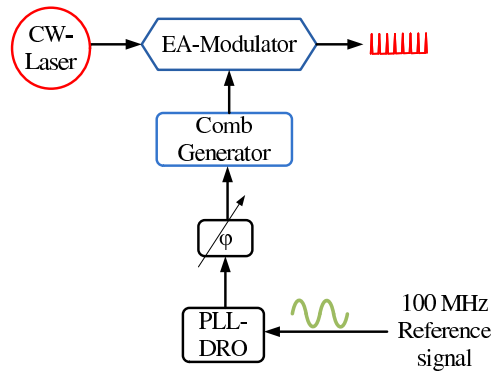 CW-
Laser
EA-Modulator
Comb
Generator
φ
PLL-
DRO
100 MHz
Reference
signal